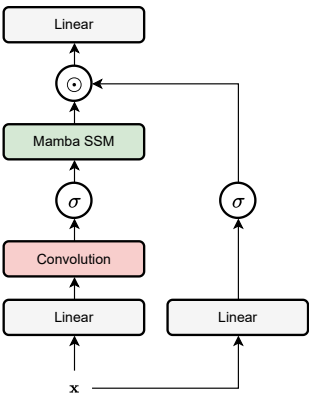 Linear
⊙
Mamba SSM
σ σ
Convolution
Linear Linear
x